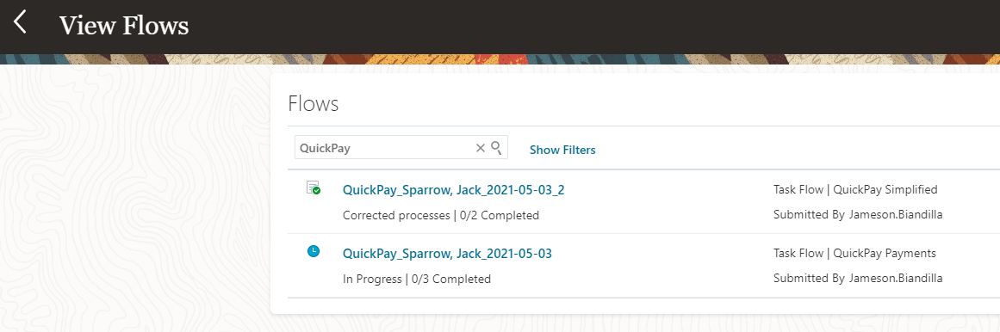 View Flows
Flows
QuickPay
Show Filters
QuickPay_Sparrow, Jack_2021-05-03_2
Task Flow | QuickPay Simplified
Corrected processes | 0/2 Completed
Submitted By Jameson.Biandilla
QuickPay_Sparrow, Jack_2021-05-03
Task Flow | QuickPay Payments
In Progress | 0/3 Completed
Submitted By Jameson.Biandilla